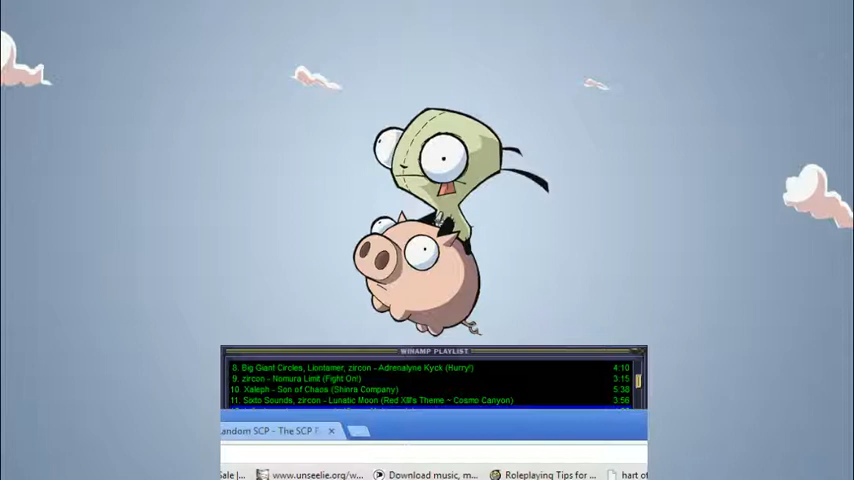 WINAMP PLAYLIST
8. Big Giant Circles, Liontamer, zircon - Adrenalyne Kyck (Hurry!) 4:10
9. zircon - Nomura Limit (Fight On!) 3:15
10. Xaleph - Son of Chaos (Shinra Company) 5:38
11. Sixto Sounds, zircon - Lunatic Moon (Red XIII's Theme ~ Cosmo Canyon) 3:56
andom SCP - The SCP F
ale |... www.unseelie.org/w... Download music, m... Roleplaying Tips for ... hart of